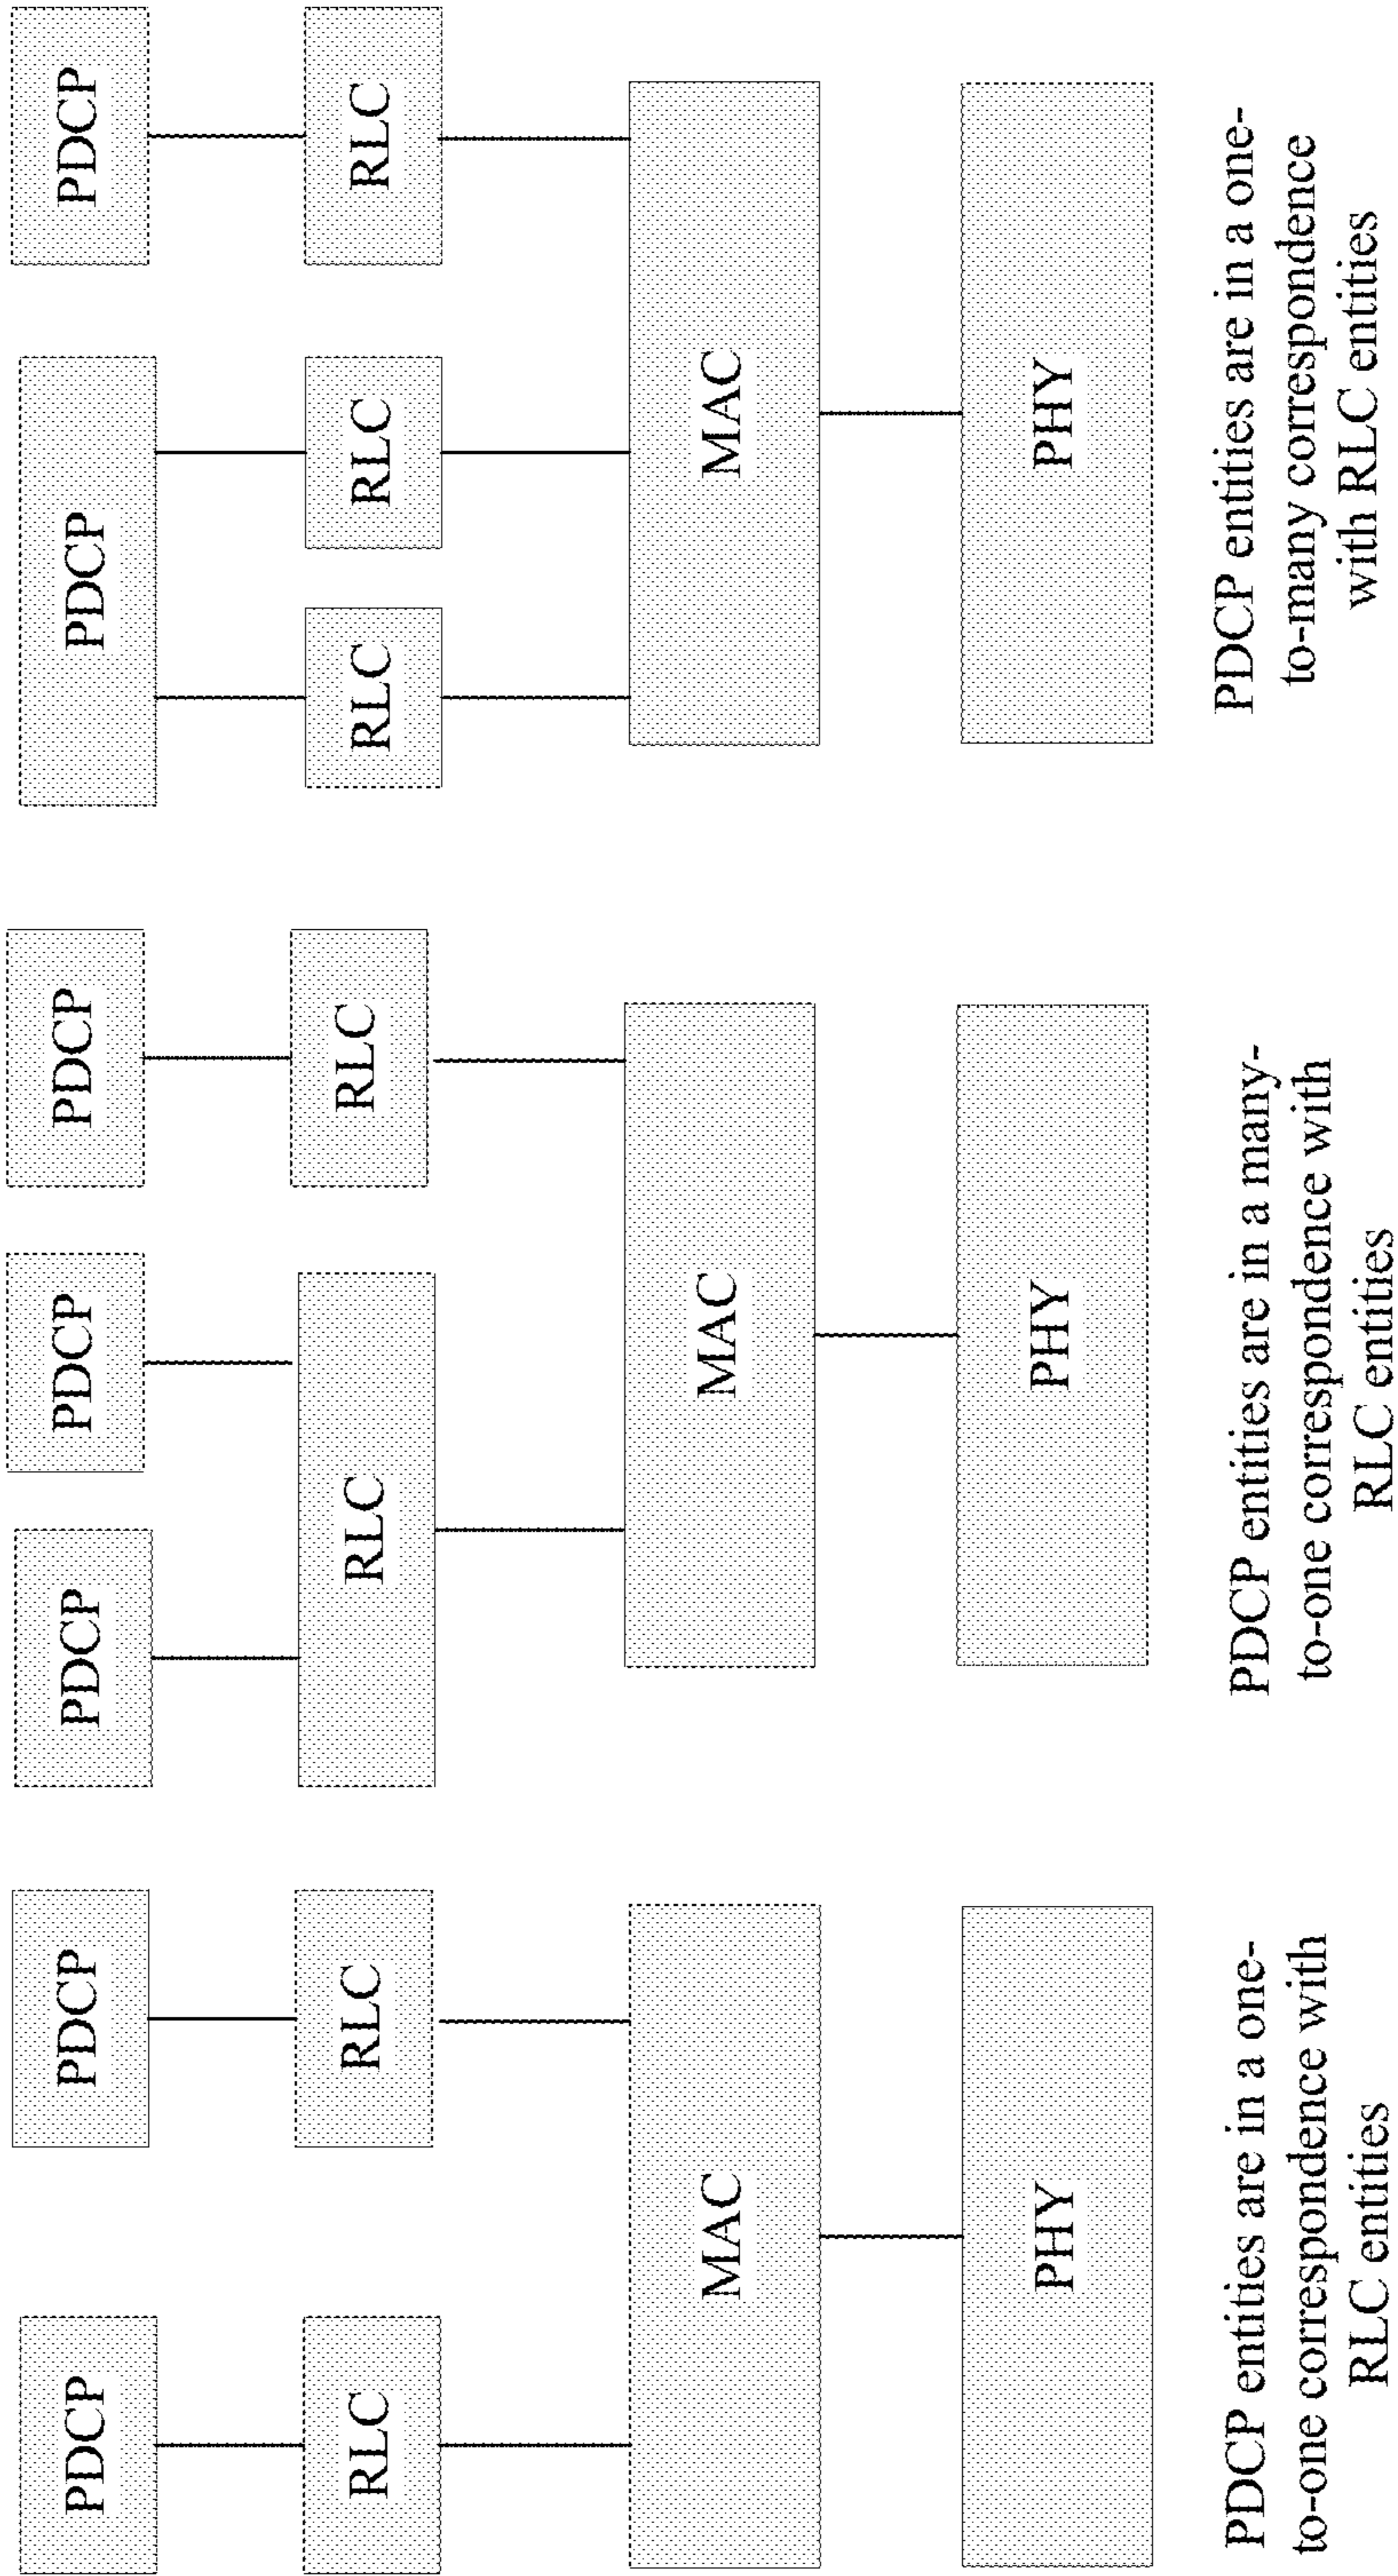 PDCP
PDCP
RLC
RLC
MAC
PHY
PDCP entities are in a one-
to-one correspondence with
RLC entities
PDCP
PDCP
PDCP
RLC
RLC
MAC
PHY
PDCP entities are in a many-
to-one correspondence with
RLC entities
PDCP
PDCP
RLC
RLC
RLC
MAC
PHY
PDCP entities are in a one-
to-many correspondence
with RLC entities